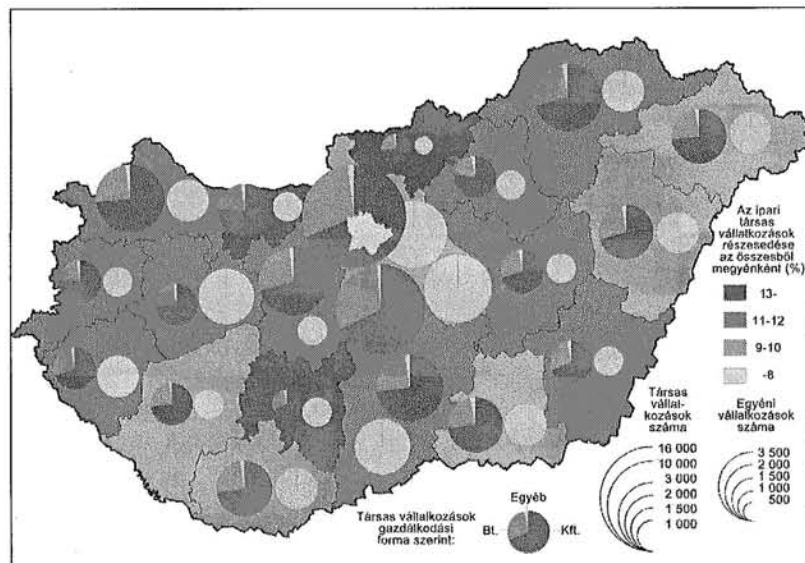 Az ipari
társas
vállalkozások
részesedése
az összesből
megyénként (%)
13-
11-12
9-10
-8
Társas
vállal-
kozások
száma
16 000
10 000
3 000
2 000
1 500
1 000
Egyéni
vállalkozások
száma
3 500
2 000
1 500
1 000
500
Társas vállalkozások
gazdálkodási
forma szerint:
Egyéb
Bt.
Kft.